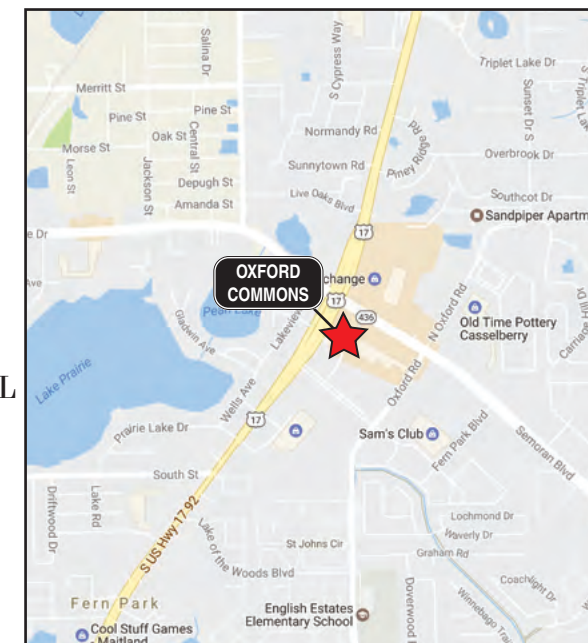 Salina Dr
S Cypress Way
Triplet Lake Dr
Merritt St
Pine St
Pine St
Normandy Rd
Sunset Dr S
S Triplet La
Oak St
Central St
Piney Ridge Rd
Morse St
Sunnytown Rd
Overbrook Dr
Leon St
Jackson St
Depugh St
Live Oaks Blvd
Southcot Dr
Amanda St
Sandpiper Apartm
e Dr
17
OXFORD
COMMONS
change
Ave
17
436
N Oxford Rd
Old Time Pottery
Casselberry
Gladwin Ave
Lakeview
L
Lake Prairie
Wells Ave
Oxford Rd
17
Prairie Lake Dr
Sam's Club
Fern Park Blvd
Semoran Blvd
South St
Driftwood Dr
Lake Rd
S US Hwy 17 92
Lake of the Woods Blvd
St Johns Cir
Lochmond Dr
Waverly Dr
Graham Rd
Coachlight Dr
Doverwood
Winnebago Tra
Fern Park
English Estates
Elementary School
Cool Stuff Games
- Maitland